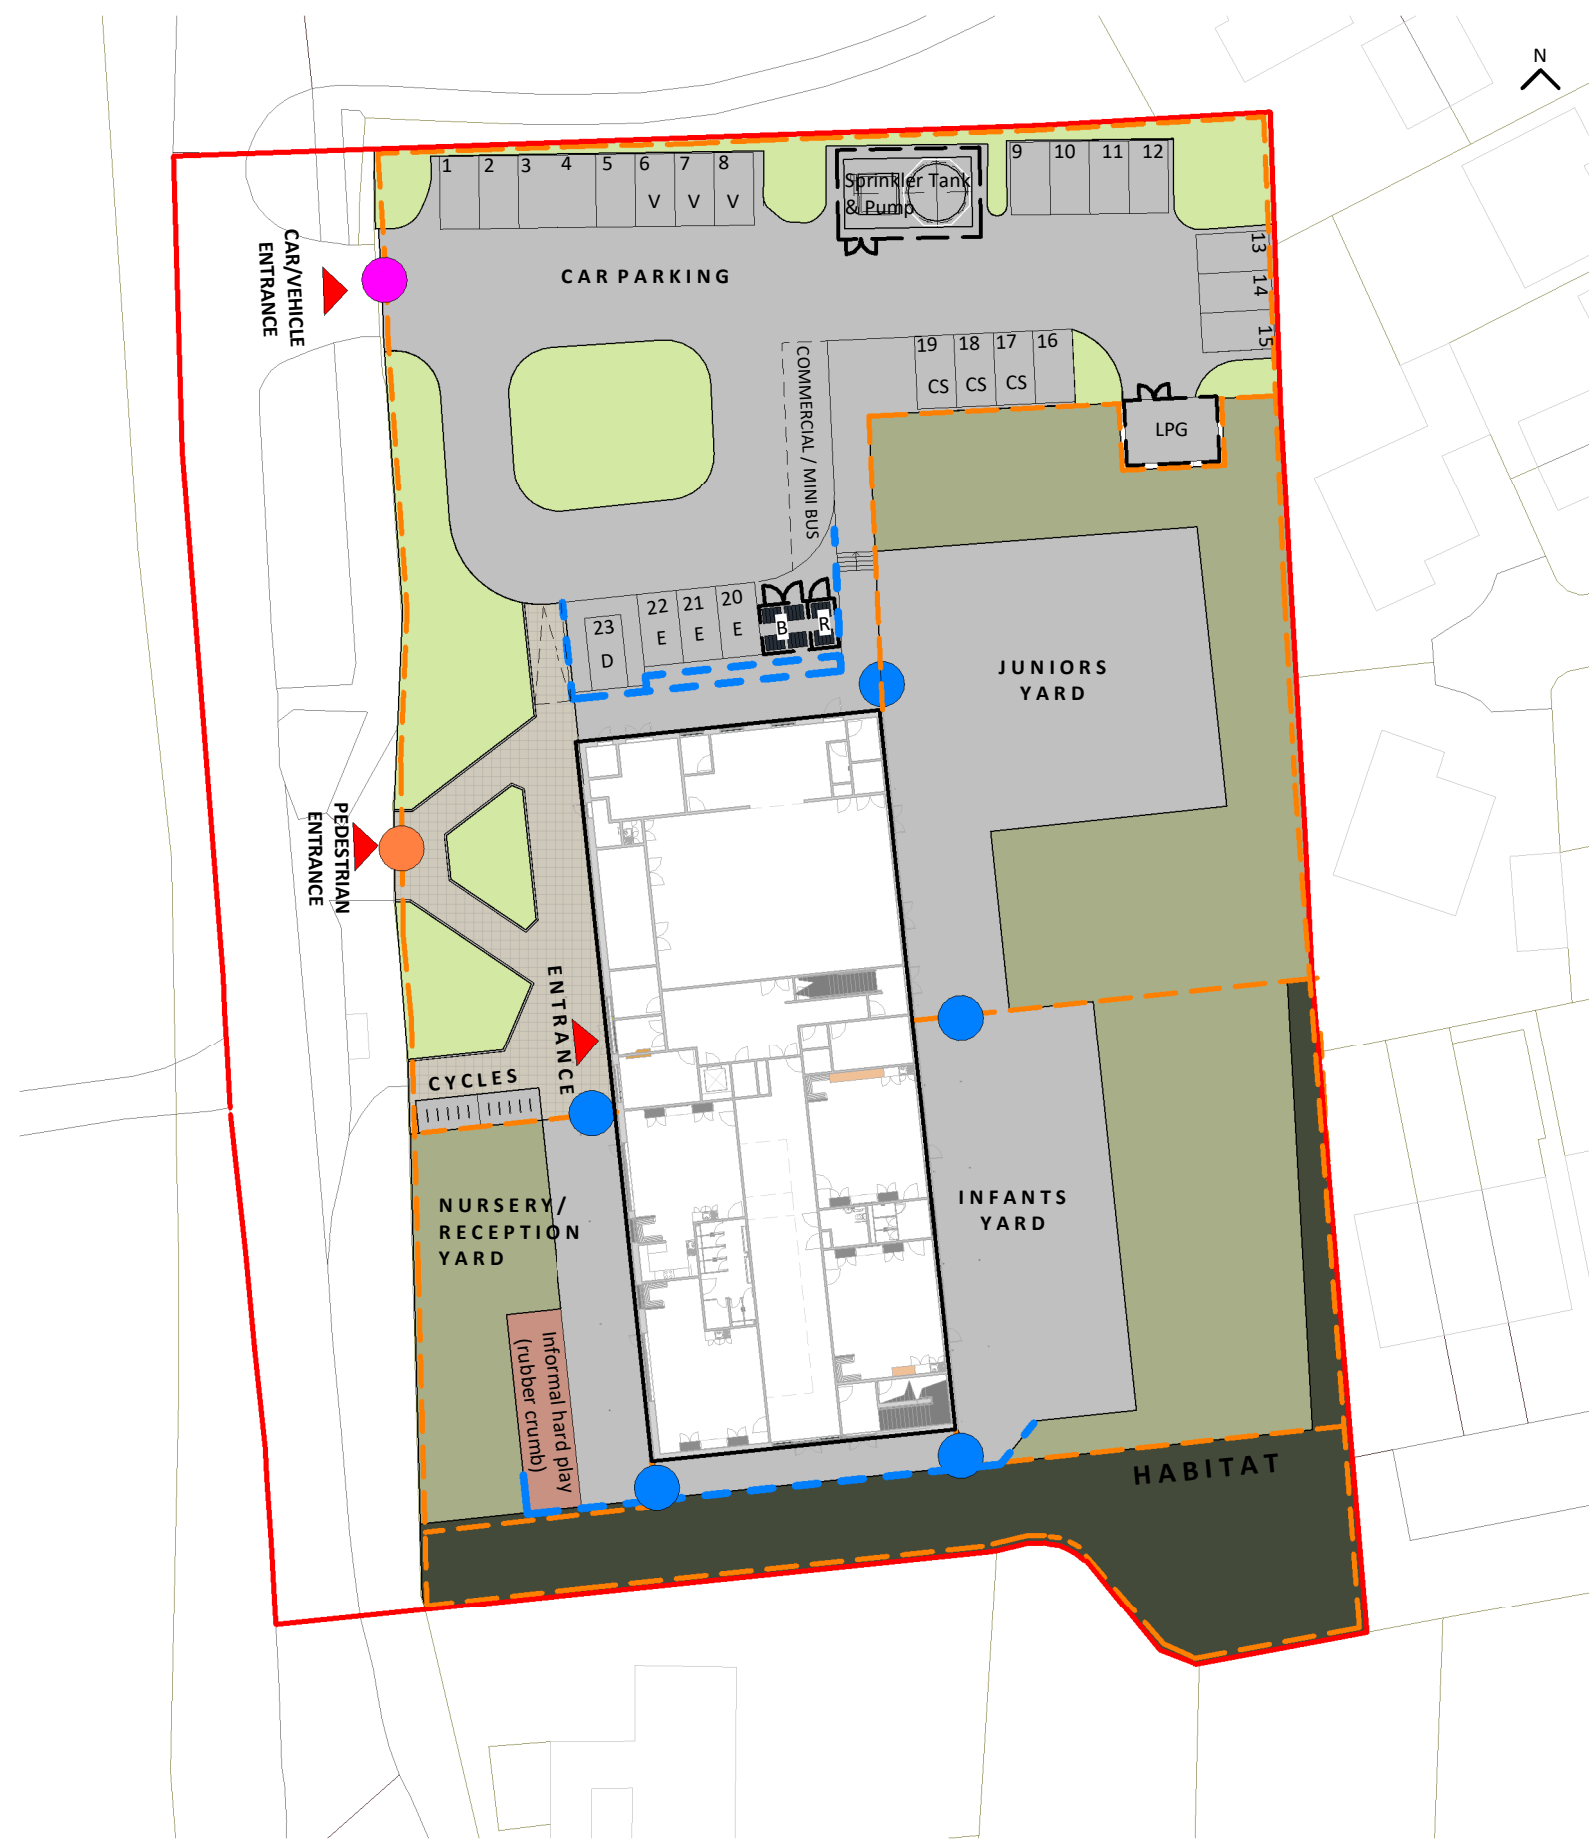 N
1 2 3 4 5 6 7 8
V V V
Sprinkler Tank
& Pump
9 10 11 12
13
14
15
CAR/VEHICLE
ENTRANCE
CAR PARKING
COMMERCIAL / MINI BUS
19 18 17 16
CS CS CS
LPG
23 22 21 20
D E E E
B R
JUNIORS
YARD
PEDESTRIAN
ENTRANCE
ENTRANCE
CYCLES
NURSERY/
RECEPTION
YARD
INFANTS
YARD
Informal hard play
(rubber crumb)
HABITAT